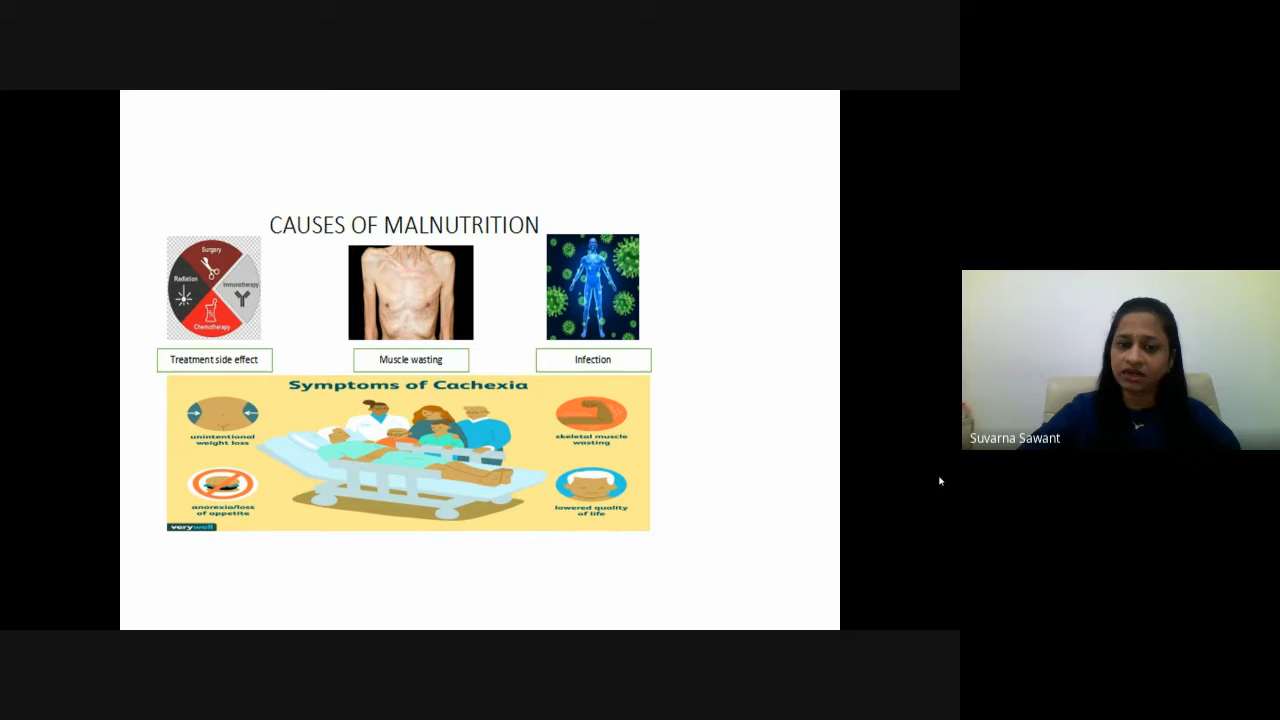 CAUSES OF MALNUTRITION
Surgery
Radiation
Immunotherapy
Chemotherapy
Treatment side effect
Muscle wasting
Infection
Symptoms of Cachexia
unintentional
weight loss
skeletal muscle
wasting
anorexia/loss
of appetite
lowered quality
of life
verywell
Suvarna Sawant